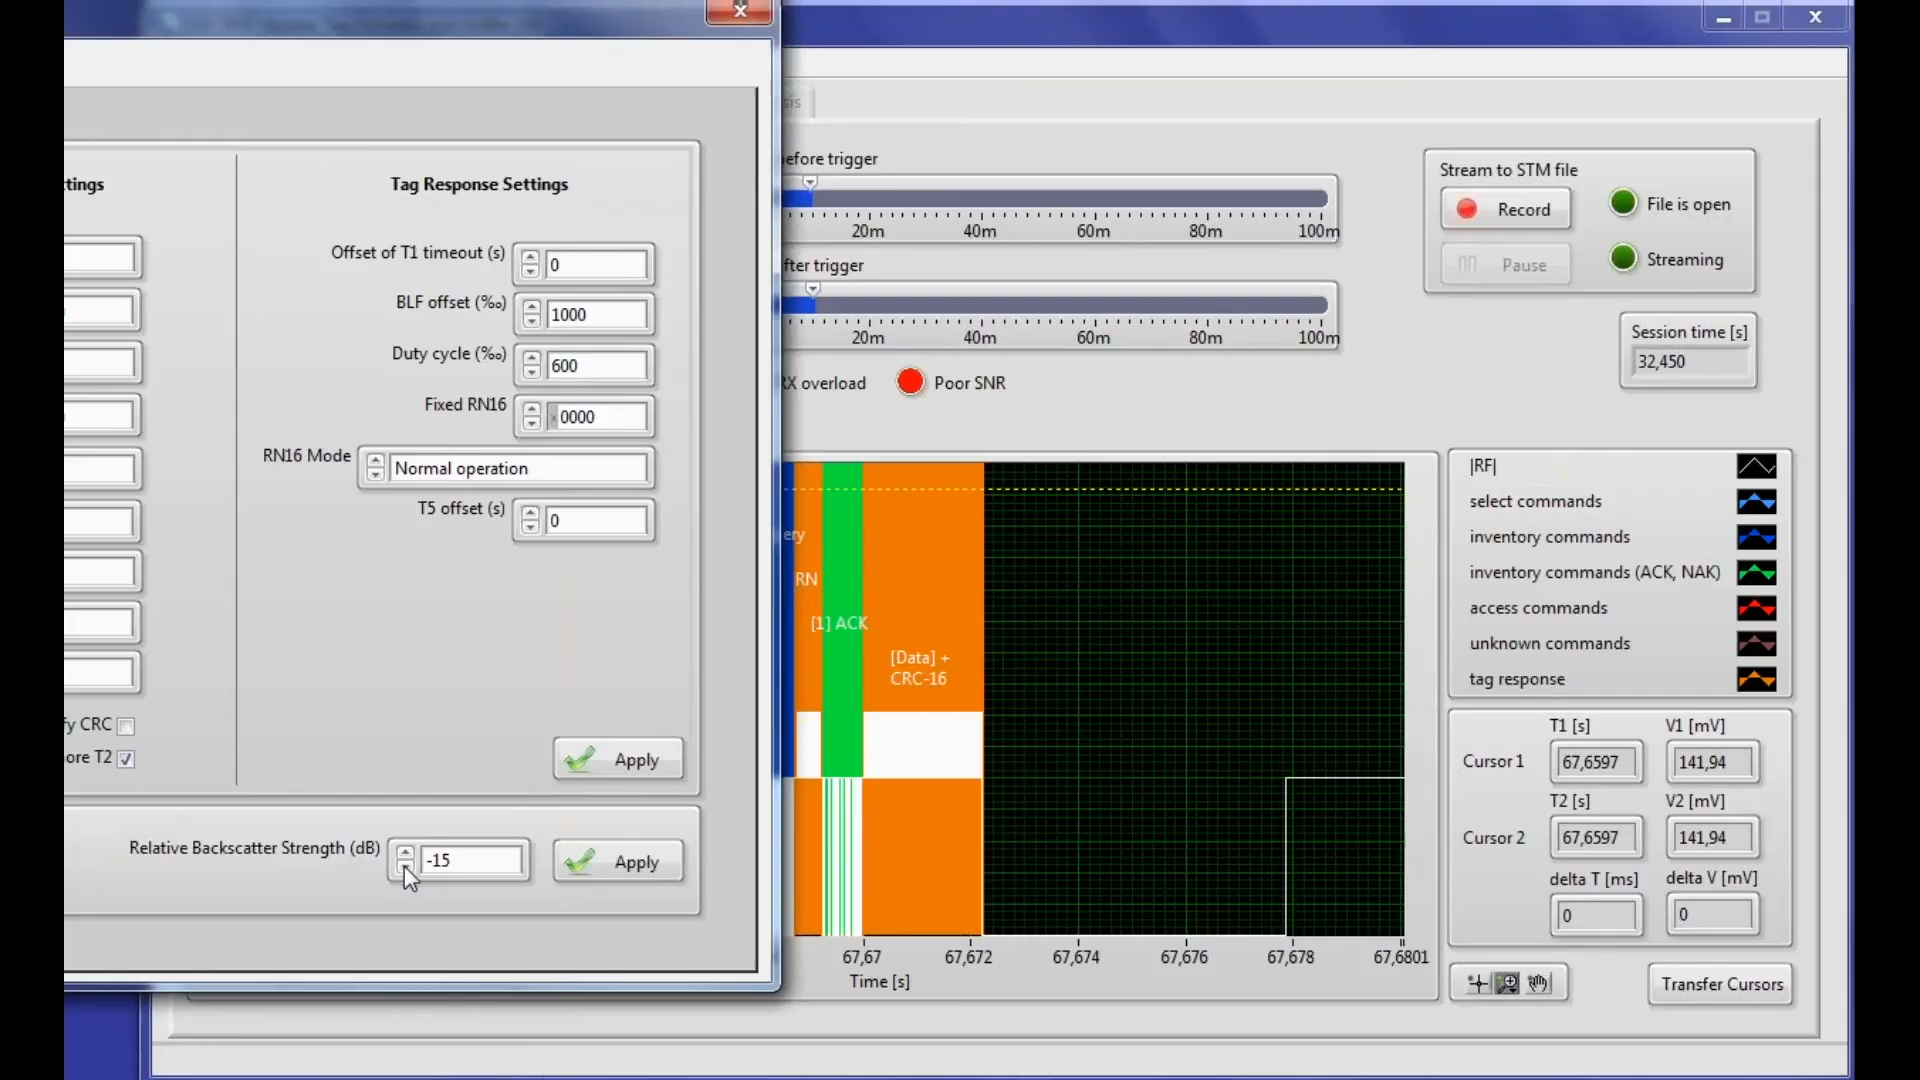 tings
Tag Response Settings
Offset of T1 timeout (s)
0
BLF offset (‰)
1000
Duty cycle (‰)
600
Fixed RN16
x 0000
RN16 Mode
Normal operation
T5 offset (s)
0
fy CRC
ore T2
Apply
Relative Backscatter Strength (dB)
-15
Apply
sis
efore trigger
20m 40m 60m 80m 100m
fter trigger
20m 40m 60m 80m 100m
RX overload
Poor SNR
Stream to STM file
Record
File is open
Pause
Streaming
Session time [s]
32,450
ery
RN
[1] ACK
[Data] +
CRC-16
67,67 67,672 67,674 67,676 67,678 67,6801
Time [s]
|RF|
select commands
inventory commands
inventory commands (ACK, NAK)
access commands
unknown commands
tag response
T1 [s] V1 [mV]
Cursor 1 67,6597 141,94
T2 [s] V2 [mV]
Cursor 2 67,6597 141,94
delta T [ms] delta V [mV]
0 0
Transfer Cursors